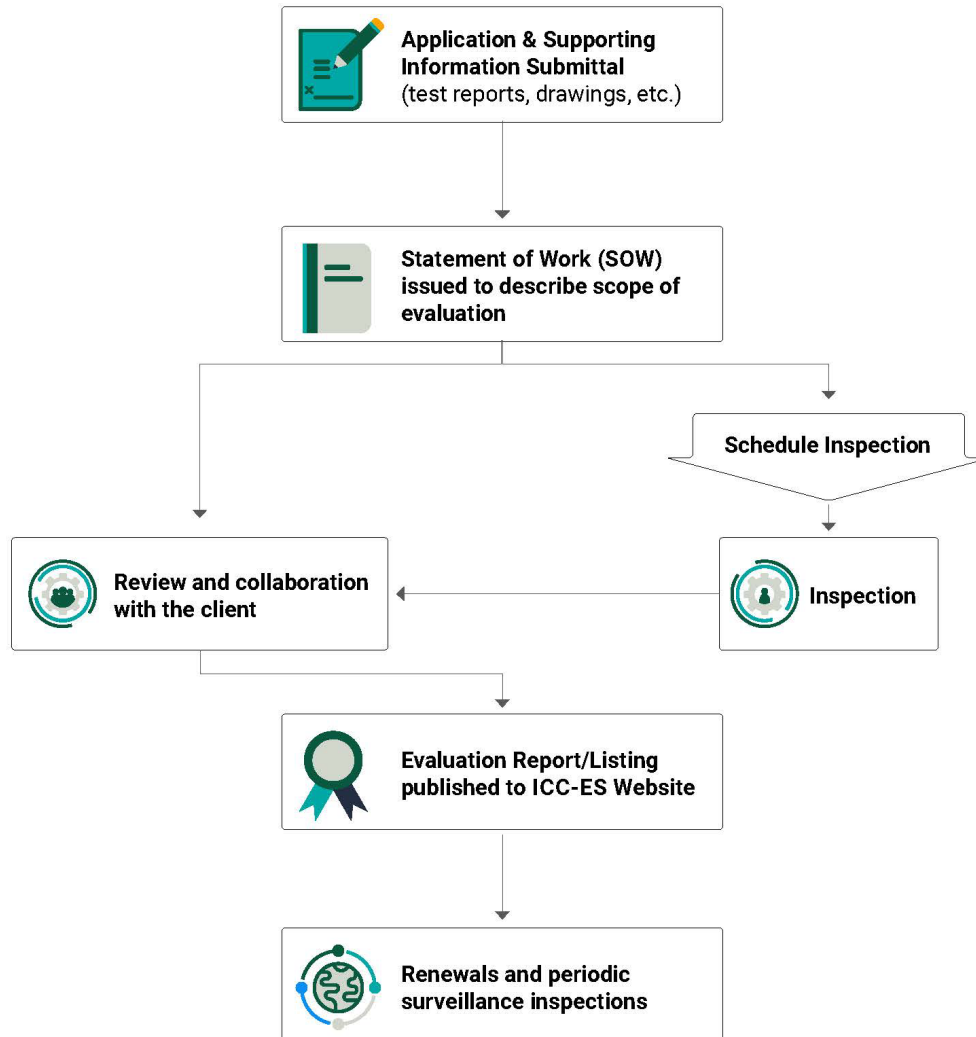 Application & Supporting
Information Submittal
(test reports, drawings, etc.)
Statement of Work (SOW)
issued to describe scope of
evaluation
Schedule Inspection
Review and collaboration
with the client
Inspection
Evaluation Report/Listing
published to ICC-ES Website
Renewals and periodic
surveillance inspections